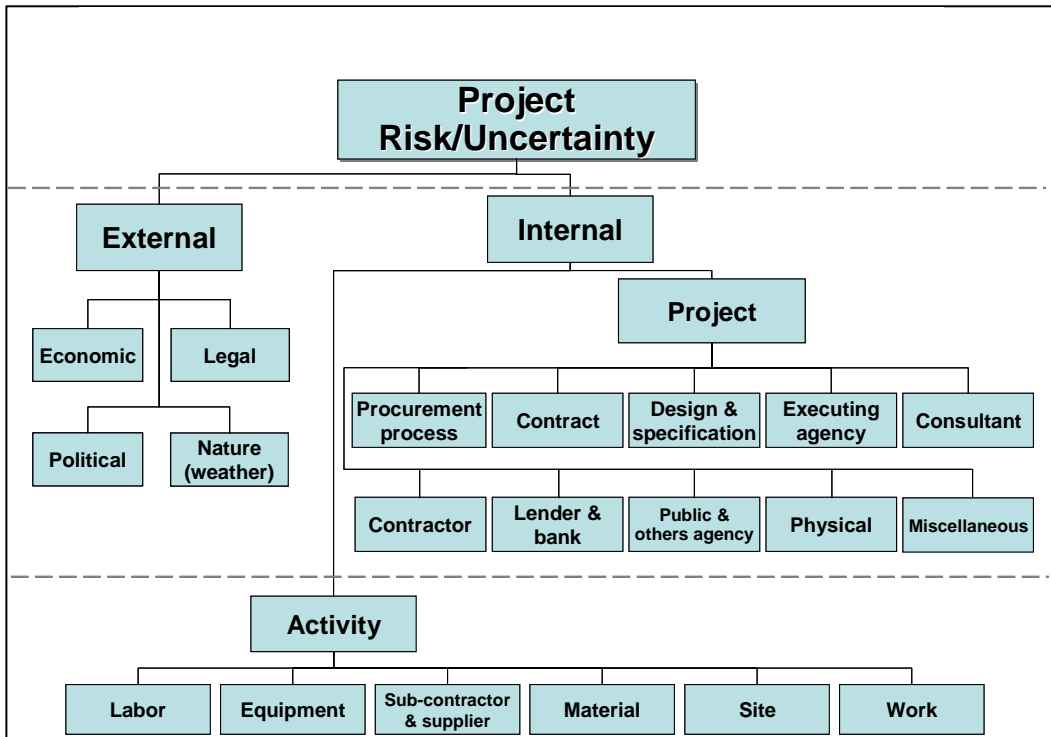 Project
Risk/Uncertainty
External
Internal
Project
Economic
Legal
Political
Nature
(weather)
Procurement
process
Contract
Design &
specification
Executing
agency
Consultant
Contractor
Lender &
bank
Public &
others agency
Physical
Miscellaneous
Activity
Labor
Equipment
Sub-contractor
& supplier
Material
Site
Work